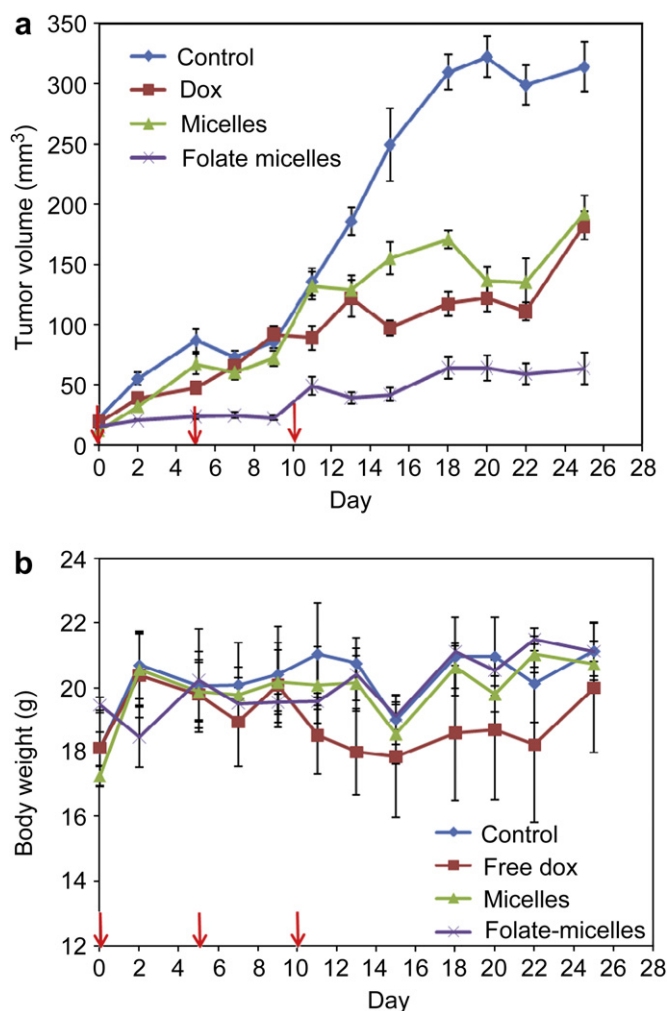 a
350
300
250
200
150
100
50
0
Tumor volume (mm³)
Control
Dox
Micelles
Folate micelles
0 2 4 6 8 10 12 14 16 18 20 22 24 26 28
Day
b
24
22
20
18
16
14
12
Body weight (g)
Control
Free dox
Micelles
Folate-micelles
0 2 4 6 8 10 12 14 16 18 20 22 24 26 28
Day